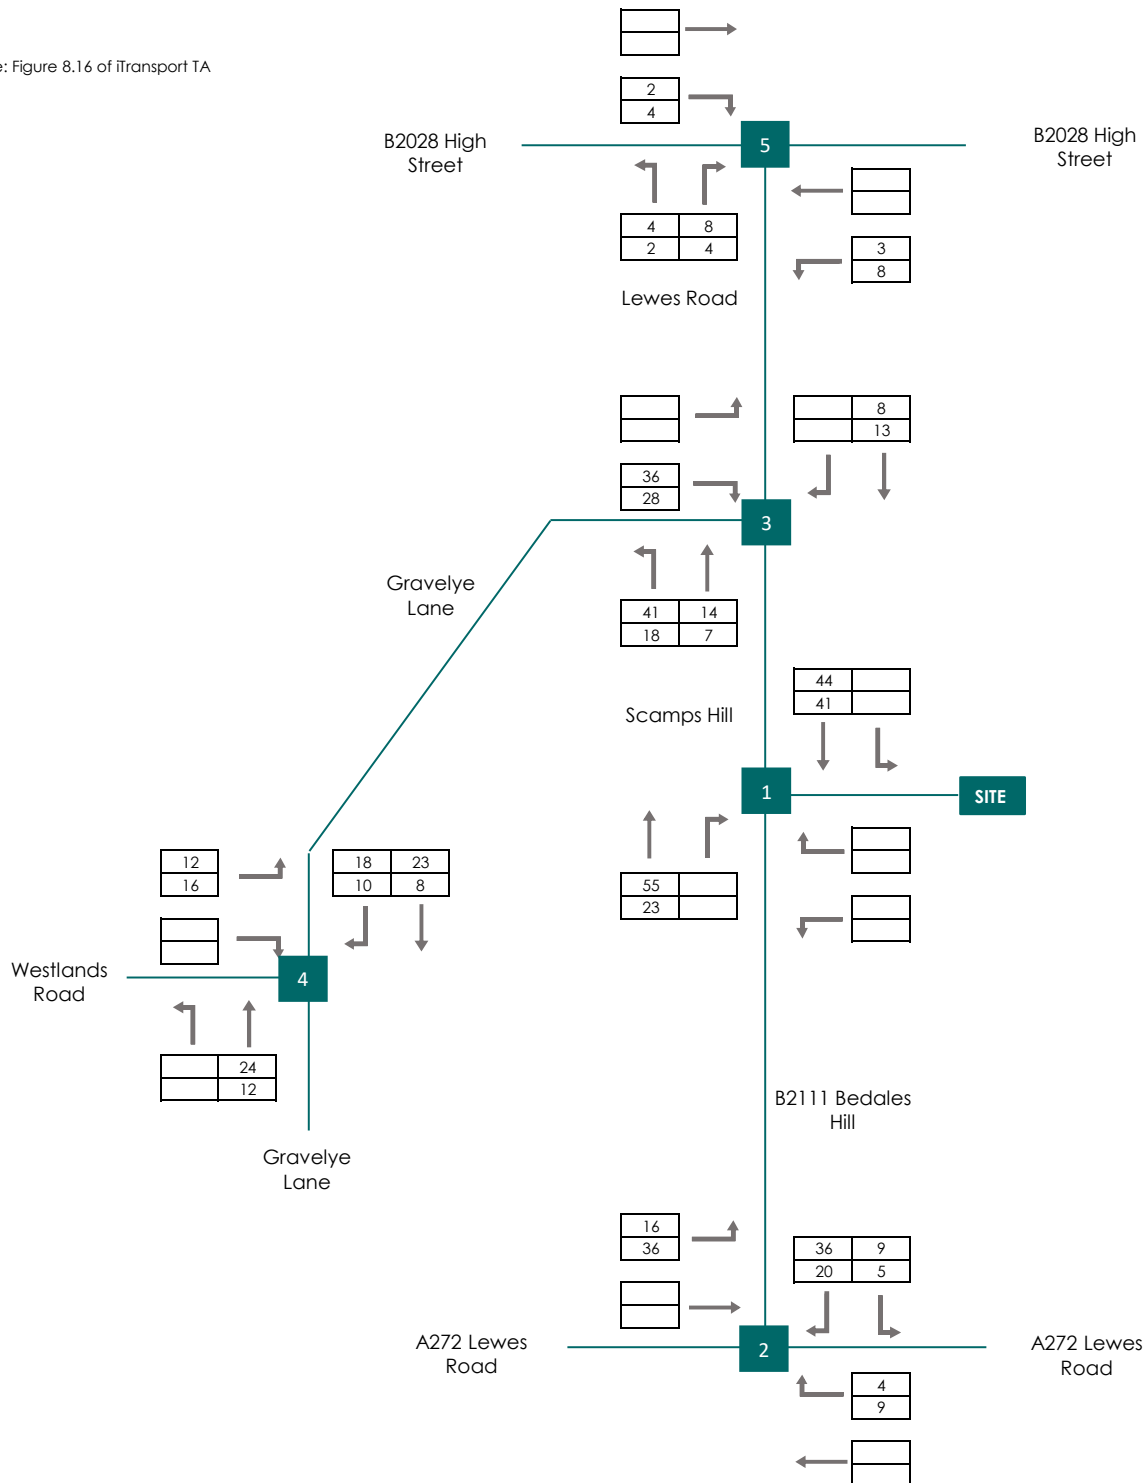 e: Figure 8.16 of iTransport TA
2
4
B2028 High
Street
5
B2028 High
Street
4 8
2 4
3
8
Lewes Road
8
13
36
28
3
Gravelye
Lane
41 14
18 7
44
41
Scamps Hill
1
SITE
12
16
18 23
10 8
55
23
Westlands
Road
4
24
12
B2111 Bedales
Hill
Gravelye
Lane
16
36
36 9
20 5
A272 Lewes
Road
2
A272 Lewes
Road
4
9